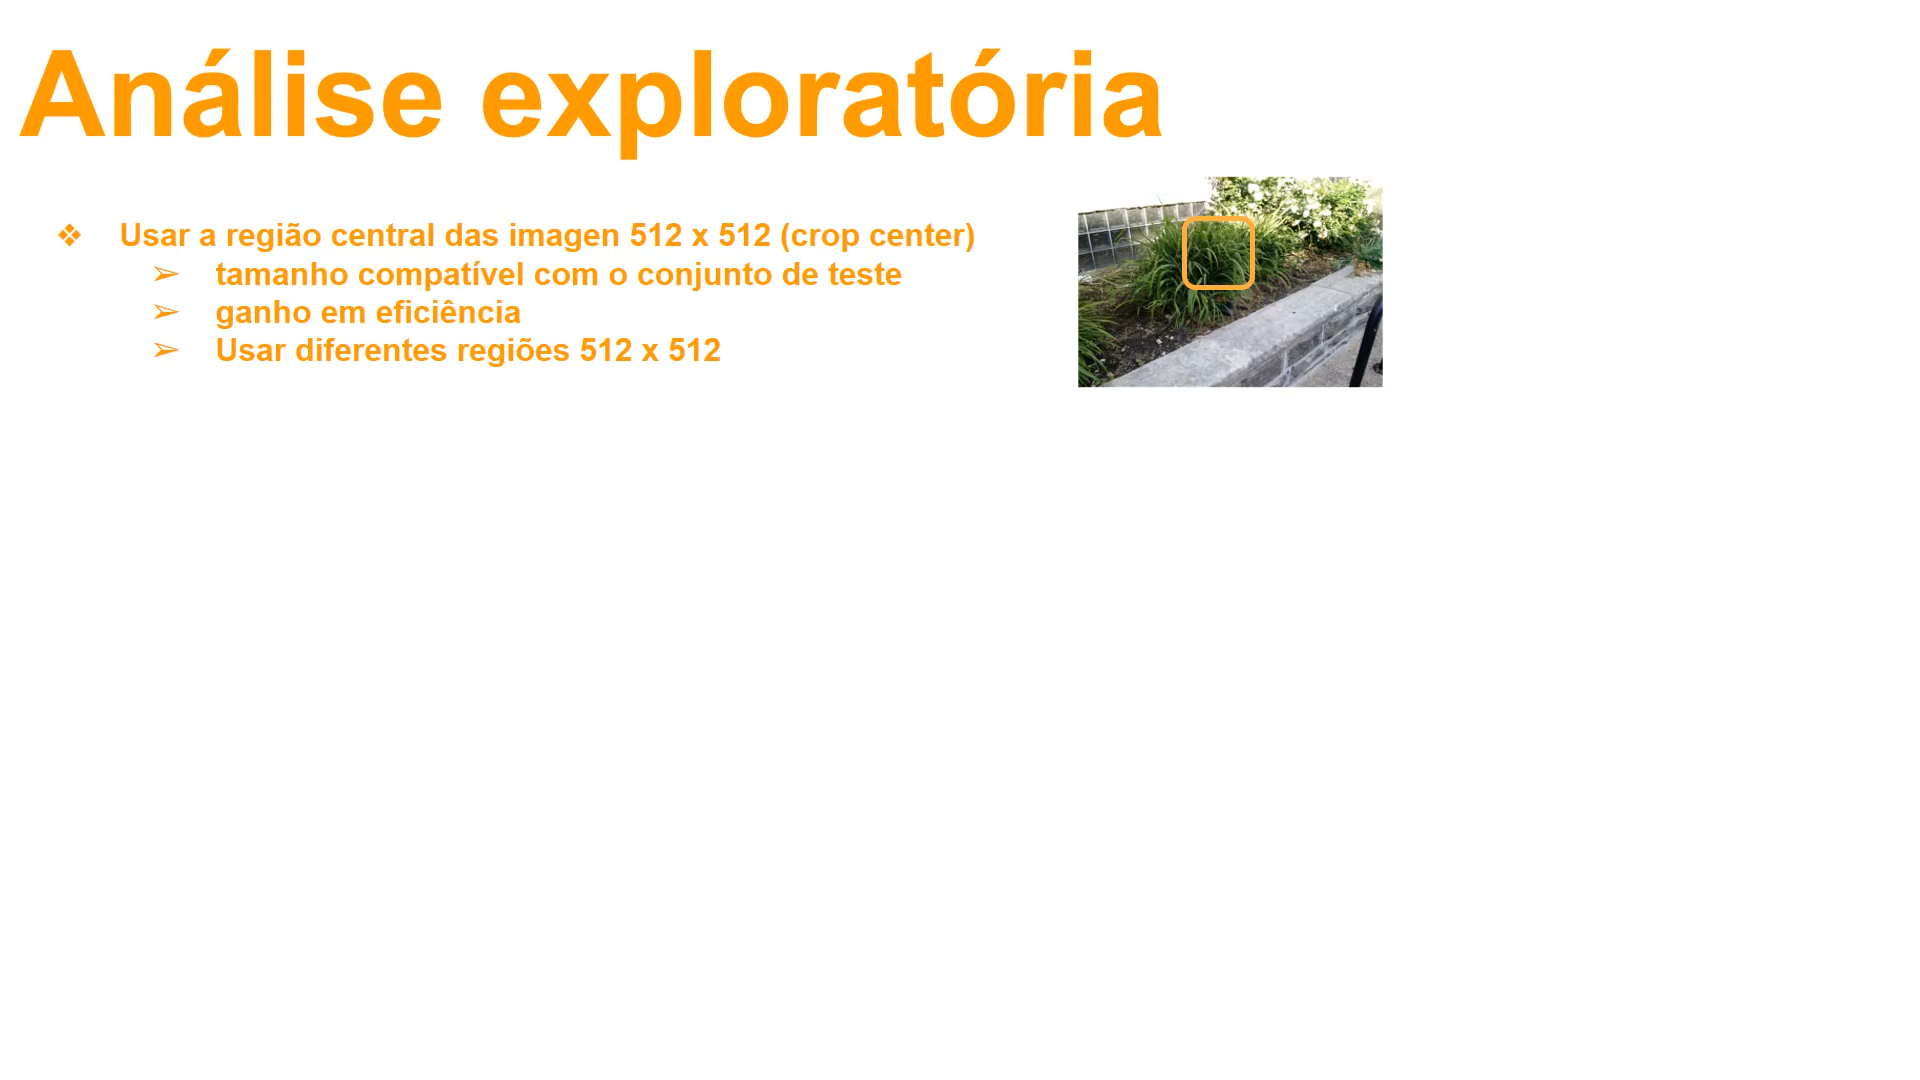 Análise exploratória
❖ Usar a região central das imagen 512 x 512 (crop center)
➢ tamanho compatível com o conjunto de teste
➢ ganho em eficiência
➢ Usar diferentes regiões 512 x 512